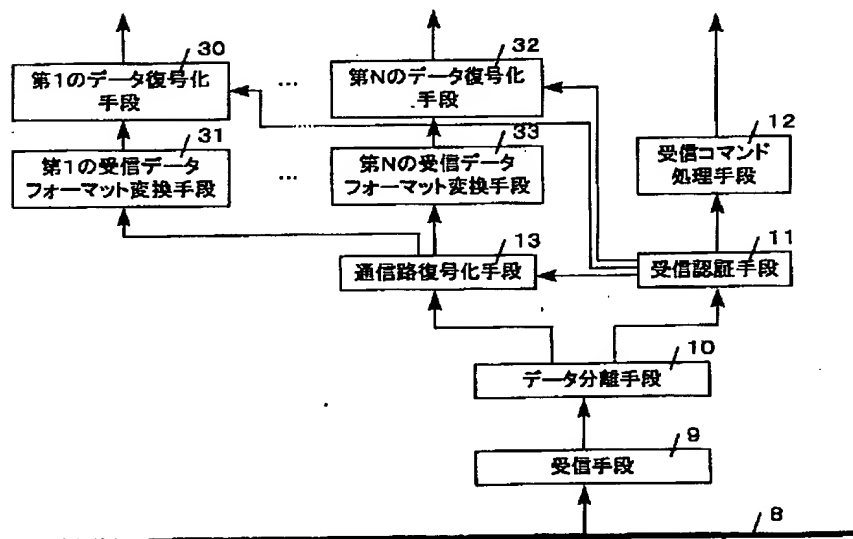 30
32
第1のデータ復号化
手段
…
第Nのデータ復号化
手段
31
33
12
第1の受信データ
フォーマット変換手段
…
第Nの受信データ
フォーマット変換手段
受信コマンド
処理手段
13
11
通信路復号化手段
受信認証手段
10
データ分離手段
9
受信手段
8